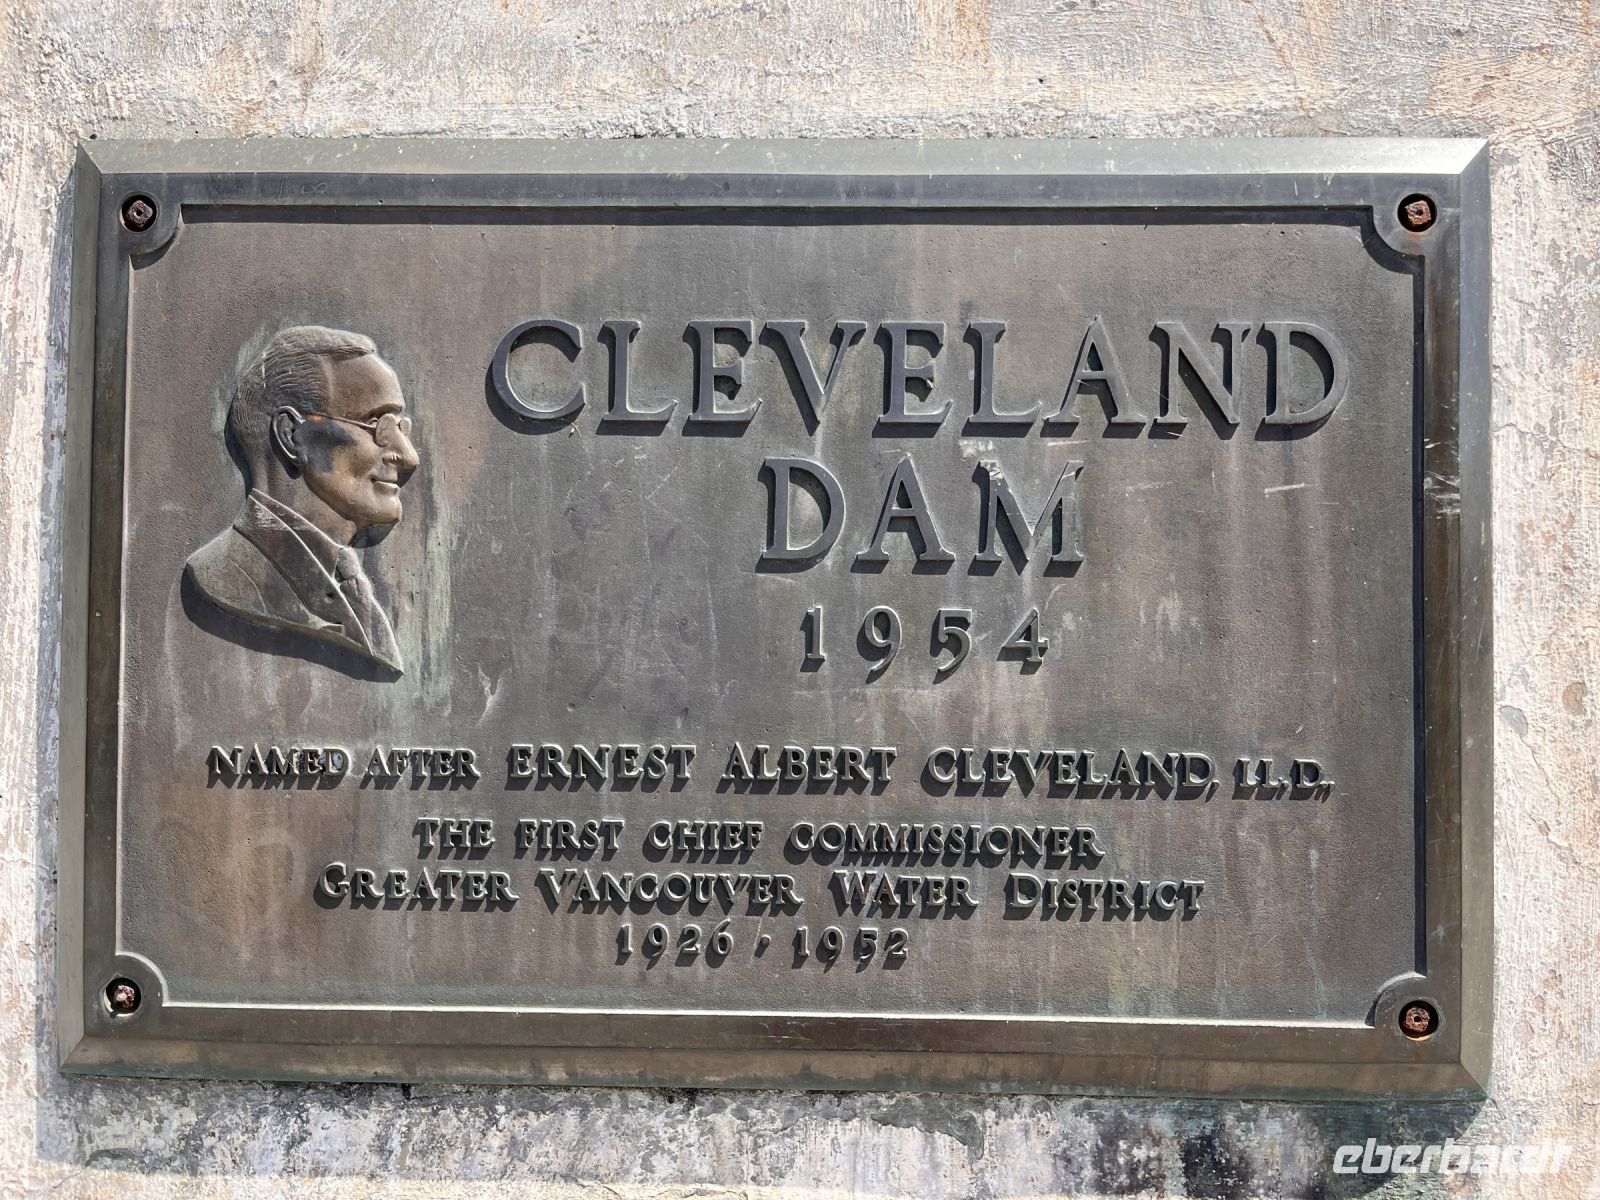 CLEVELAND
DAM
1954
NAMED AFTER ERNEST ALBERT CLEVELAND, LL.D.,
THE FIRST CHIEF COMMISSIONER
GREATER VANCOUVER WATER DISTRICT
1926 · 1952
eberhardt